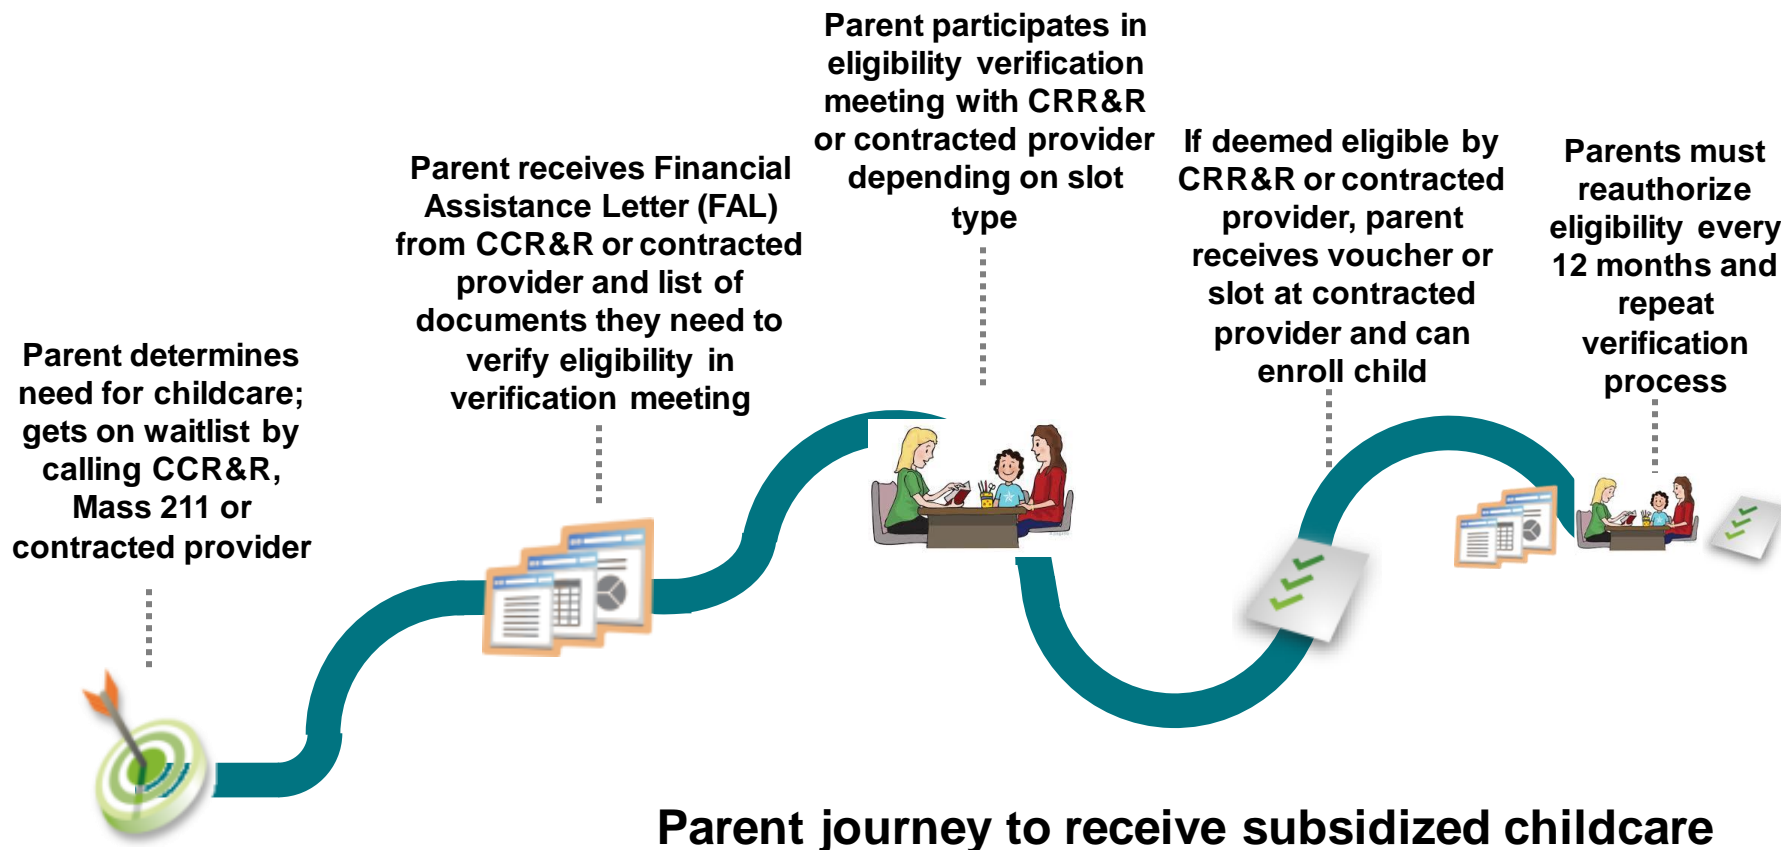 Parent determines
need for childcare;
gets on waitlist by
calling CCR&R,
Mass 211 or
contracted provider
Parent receives Financial
Assistance Letter (FAL)
from CCR&R or contracted
provider and list of
documents they need to
verify eligibility in
verification meeting
Parent participates in
eligibility verification
meeting with CRR&R
or contracted provider
depending on slot
type
If deemed eligible by
CRR&R or contracted
provider, parent
receives voucher or
slot at contracted
provider and can
enroll child
Parents must
reauthorize
eligibility every
12 months and
repeat
verification
process
Parent journey to receive subsidized childcare